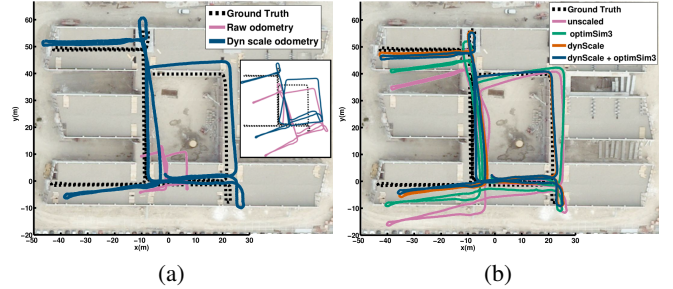 Ground Truth
Raw odometry
Dyn scale odometry
y(m)
60
50
40
30
20
10
0
-10
-20
-50 -40 -30 -20 -10 0 10 20 30
x(m)
(a)
Ground Truth
unscaled
optimSim3
dynScale
dynScale + optimSim3
y(m)
60
50
40
30
20
10
0
-10
-20
-50 -40 -30 -20 -10 0 10 20 30
x(m)
(b)